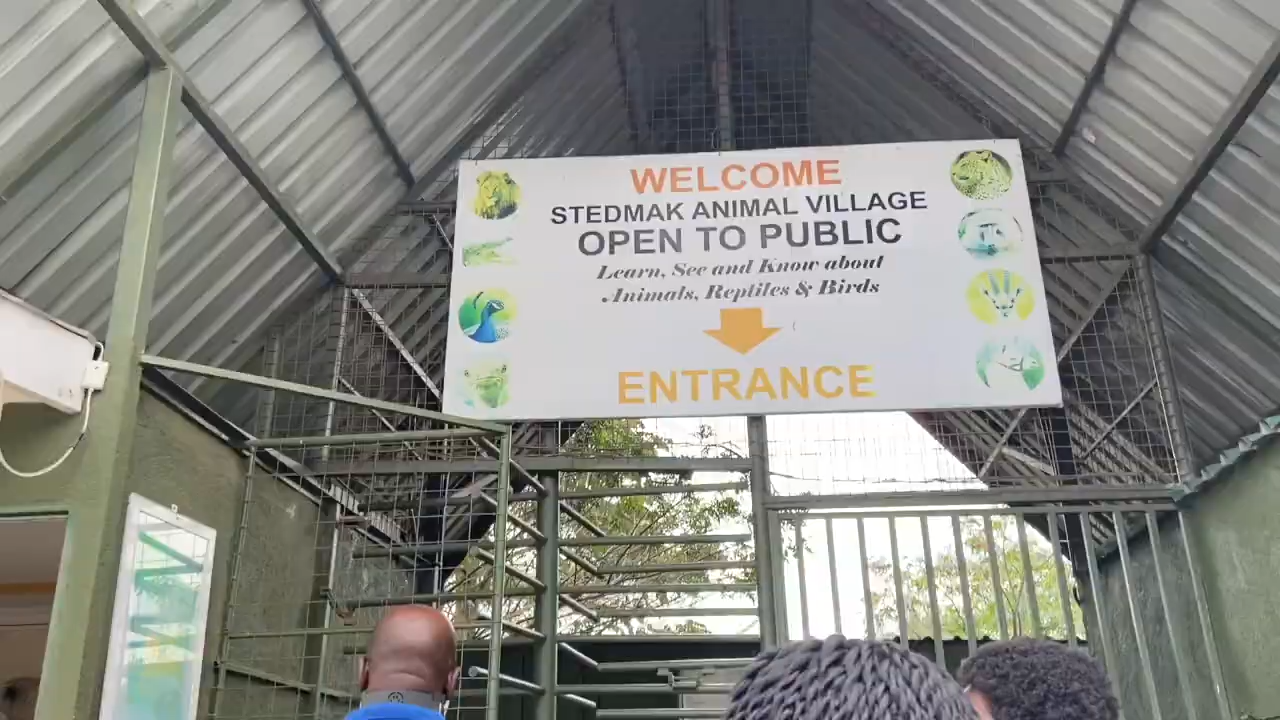 WELCOME
STEDMAK ANIMAL VILLAGE
OPEN TO PUBLIC
Learn, See and Know about
Animals, Reptiles & Birds
ENTRANCE